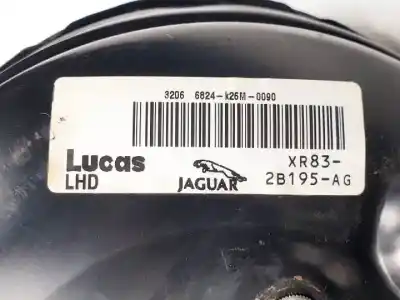 3206 6824-k26M-0090
Lucas
LHD
JAGUAR
XR83-
2B195-AG